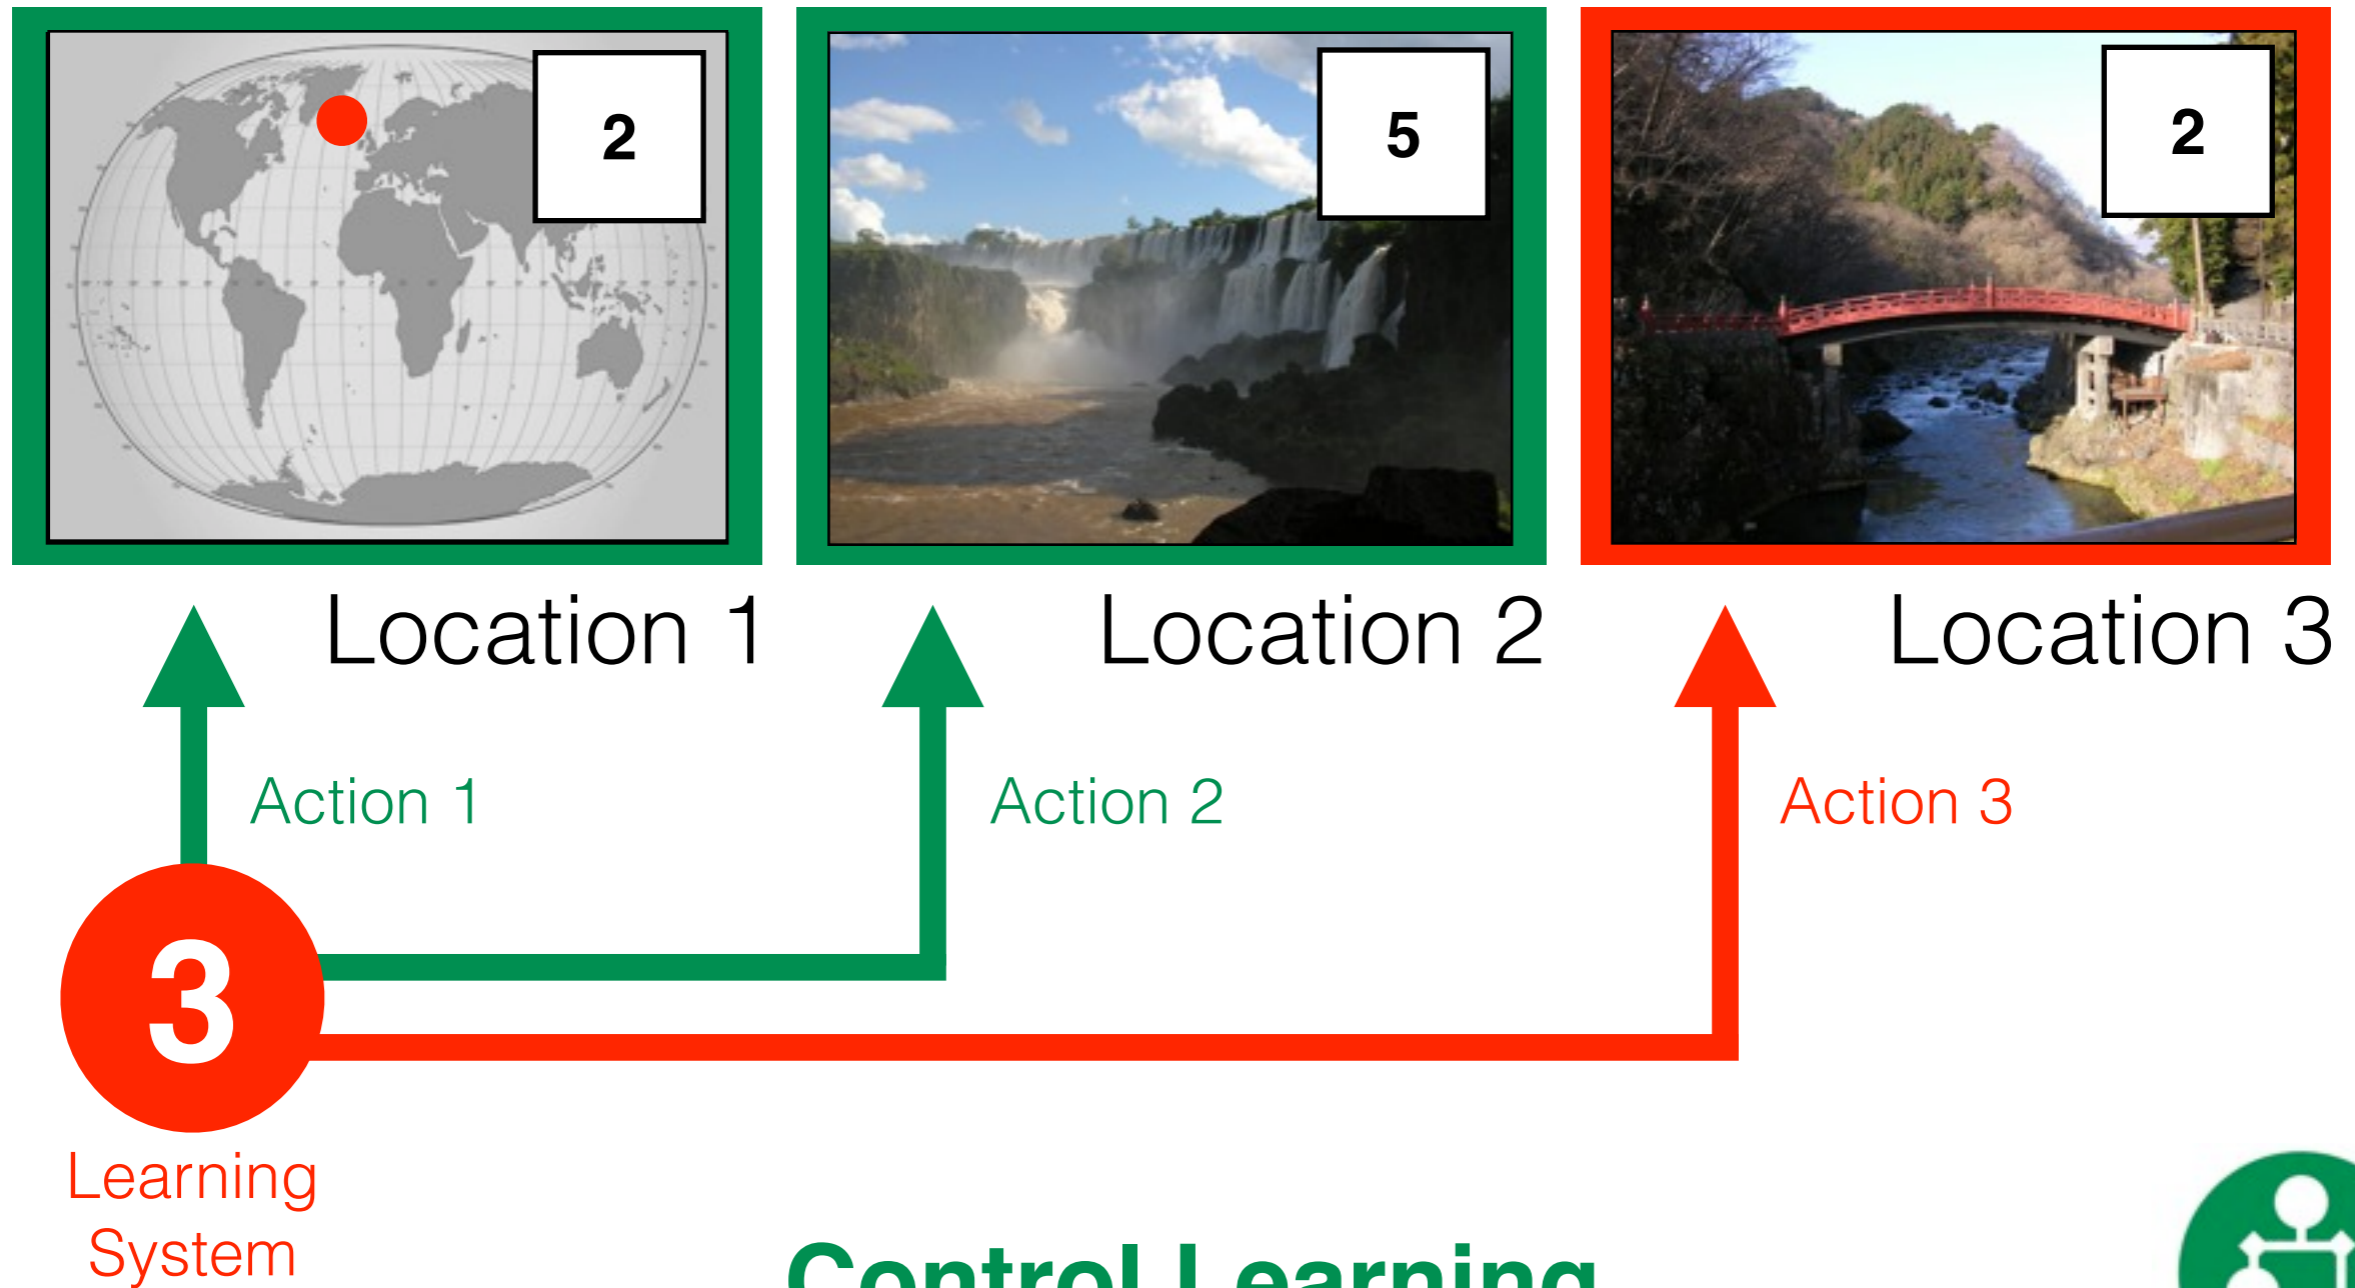 2
5
2
Location 1
Location 2
Location 3
Action 1
Action 2
Action 3
3
Learning
System
Control Learning